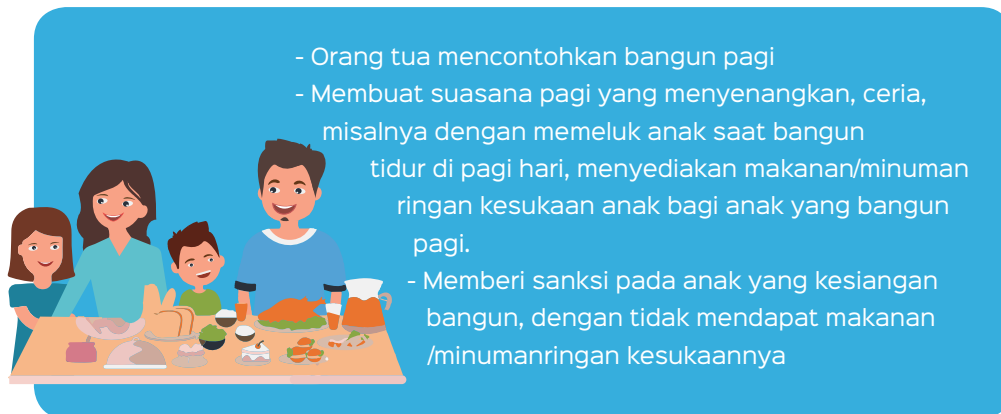 - Orang tua mencontohkan bangun pagi
- Membuat suasana pagi yang menyenangkan, ceria,
misalnya dengan memeluk anak saat bangun
tidur di pagi hari, menyediakan makanan/minuman
ringan kesukaan anak bagi anak yang bangun
pagi.
- Memberi sanksi pada anak yang kesiangan
bangun, dengan tidak mendapat makanan
/minumanringan kesukaannya